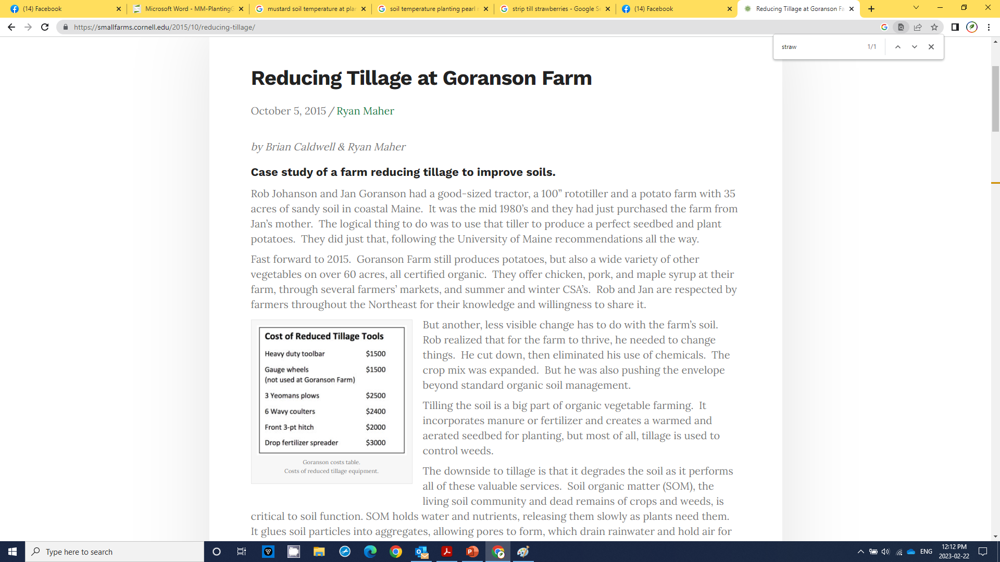 (14) Facebook
Microsoft Word - MM-PlantingG
mustard soil temperature at pla
soil temperature planting pearl
strip till strawberries - Google Se
(14) Facebook
Reducing Tillage at Goranson Fa
https://smallfarms.cornell.edu/2015/10/reducing-tillage/
straw 1/1
Reducing Tillage at Goranson Farm
October 5, 2015 / Ryan Maher
by Brian Caldwell & Ryan Maher
Case study of a farm reducing tillage to improve soils.
Rob Johanson and Jan Goranson had a good-sized tractor, a 100” rototiller and a potato farm with 35
acres of sandy soil in coastal Maine.  It was the mid 1980’s and they had just purchased the farm from
Jan’s mother.  The logical thing to do was to use that tiller to produce a perfect seedbed and plant
potatoes.  They did just that, following the University of Maine recommendations all the way.
Fast forward to 2015.  Goranson Farm still produces potatoes, but also a wide variety of other
vegetables on over 60 acres, all certified organic.  They offer chicken, pork, and maple syrup at their
farm, through several farmers’ markets, and summer and winter CSA’s.  Rob and Jan are respected by
farmers throughout the Northeast for their knowledge and willingness to share it.
Cost of Reduced Tillage Tools
Heavy duty toolbar $1500
Gauge wheels $1500
(not used at Goranson Farm)
3 Yeomans plows $2500
6 Wavy coulters $2400
Front 3-pt hitch $2000
Drop fertilizer spreader $3000
Goranson costs table.
Costs of reduced tillage equipment.
But another, less visible change has to do with the farm’s soil.
Rob realized that for the farm to thrive, he needed to change
things.  He cut down, then eliminated his use of chemicals.  The
crop mix was expanded.  But he was also pushing the envelope
beyond standard organic soil management.
Tilling the soil is a big part of organic vegetable farming.  It
incorporates manure or fertilizer and creates a warmed and
aerated seedbed for planting, but most of all, tillage is used to
control weeds.
The downside to tillage is that it degrades the soil as it performs
all of these valuable services.  Soil organic matter (SOM), the
living soil community and dead remains of crops and weeds, is
critical to soil function. SOM holds water and nutrients, releasing them slowly as plants need them.
It glues soil particles into aggregates, allowing pores to form, which drain rainwater and hold air for
Type here to search
ENG
12:12 PM
2023-02-22